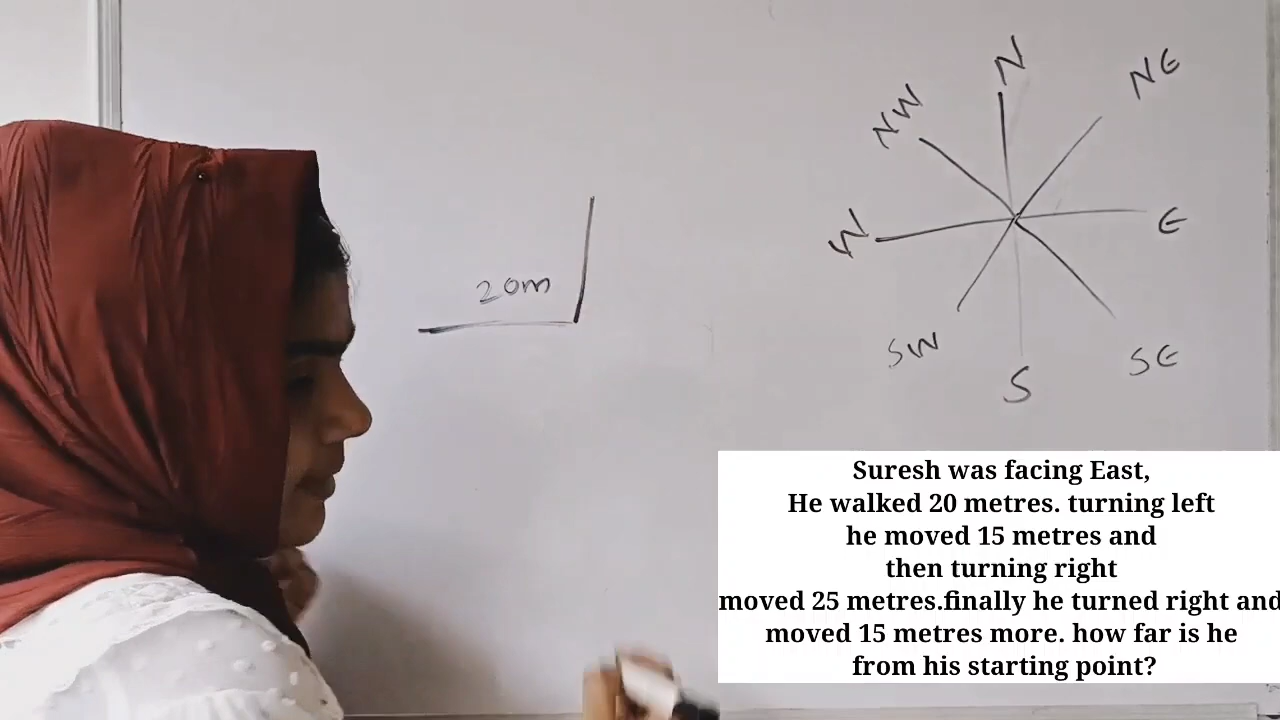 N
NE
NW
W
E
20m
SW
SE
S
Suresh was facing East,
He walked 20 metres. turning left
he moved 15 metres and
then turning right
moved 25 metres.finally he turned right and
moved 15 metres more. how far is he
from his starting point?